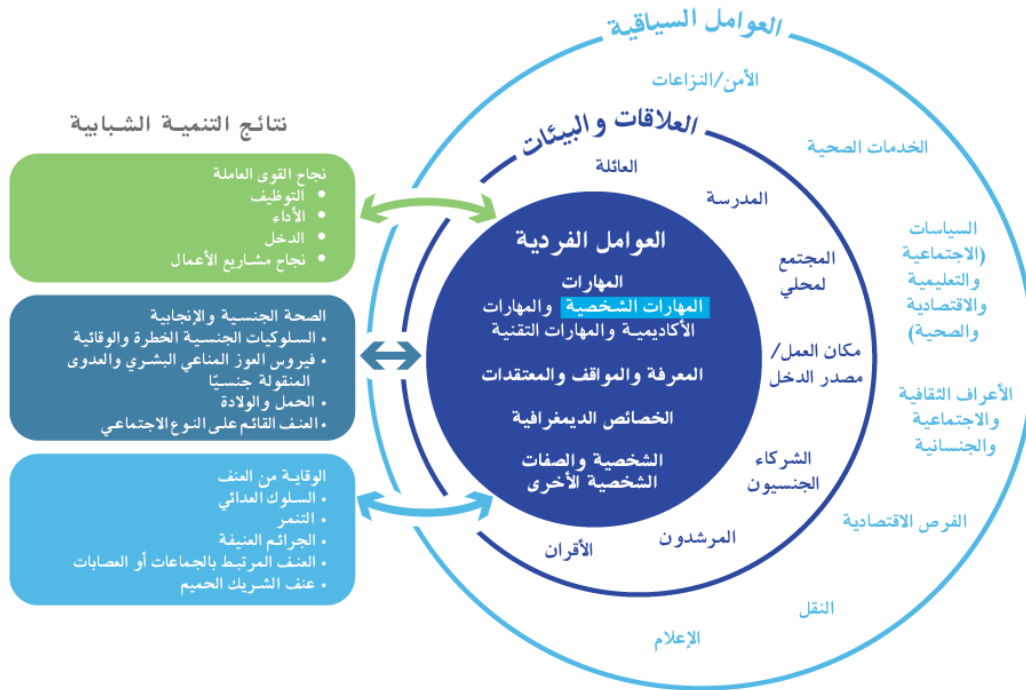 العوامل السياقية
الأمن/النزاعات
الخدمات الصحية
السياسات
(الاجتماعية
والتعليمية
والاقتصادية
والصحية)
الأعراف الثقافية
والاجتماعية
والجنسانية
الفرص الاقتصادية
النقل
الإعلام
العلاقات والبيئات
العائلة
المدرسة
المجتمع
لمحلي
مكان العمل/
مصدر الدخل
الشركاء
الجنسيون
المرشدون
الأقران
العوامل الفردية
المهارات
المهارات الشخصية والمهارات
الأكاديمية والمهارات التقنية
المعرفة والمواقف والمعتقدات
الخصائص الديمغرافية
الشخصية والصفات
الشخصية الأخرى
نتائج التنمية الشبابية
نجاح القوى العاملة
• التوظيف
• الأداء
• الدخل
• نجاح مشاريع الأعمال
الصحة الجنسية والإنجابية
• السلوكيات الجنسية الخطرة والوقائية
• فيروس العوز المناعي البشري والعدوى
المنقولة جنسيًا
• الحمل والولادة
• العنف القائم على النوع الاجتماعي
الوقاية من العنف
• السلوك العدائي
• التنمر
• الجرائم العنيفة
• العنف المرتبط بالجماعات أو العصابات
• عنف الشريك الحميم